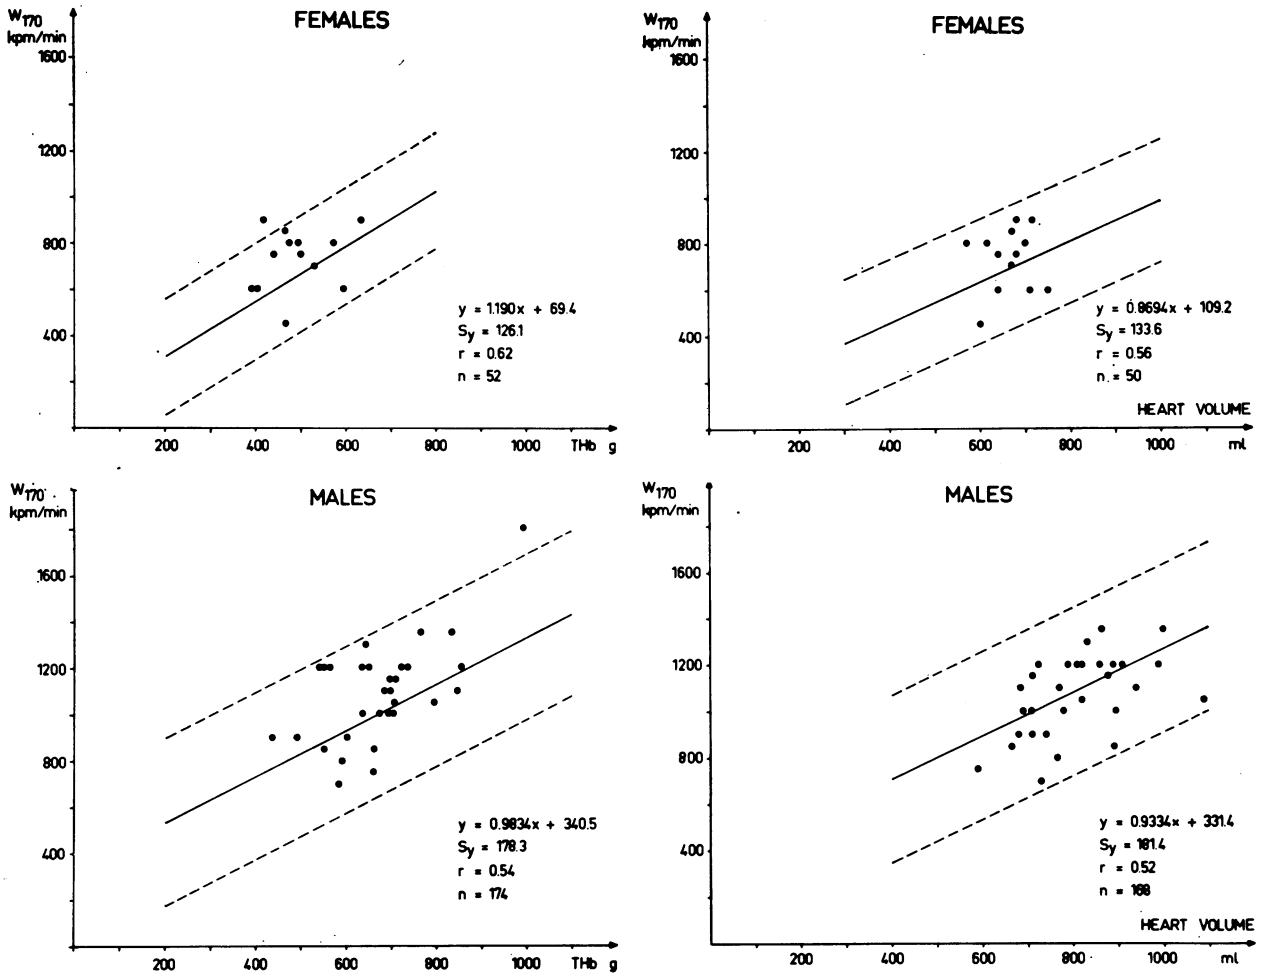 FEMALES
W170
kpm/min
1600
1200
800
400
y = 1.190x + 69.4
Sy = 126.1
r = 0.62
n = 52
200 400 600 800 1000 THb g
FEMALES
W170
kpm/min
1600
1200
800
400
y = 0.8694x + 109.2
Sy = 133.6
r = 0.56
n = 50
HEART VOLUME
200 400 600 800 1000 ml
MALES
W170
kpm/min
1600
1200
800
400
y = 0.9834x + 340.5
Sy = 178.3
r = 0.54
n = 174
200 400 600 800 1000 THb g
MALES
W170
kpm/min
1600
1200
800
400
y = 0.9334x + 331.4
Sy = 181.4
r = 0.52
n = 168
HEART VOLUME
200 400 600 800 1000 ml